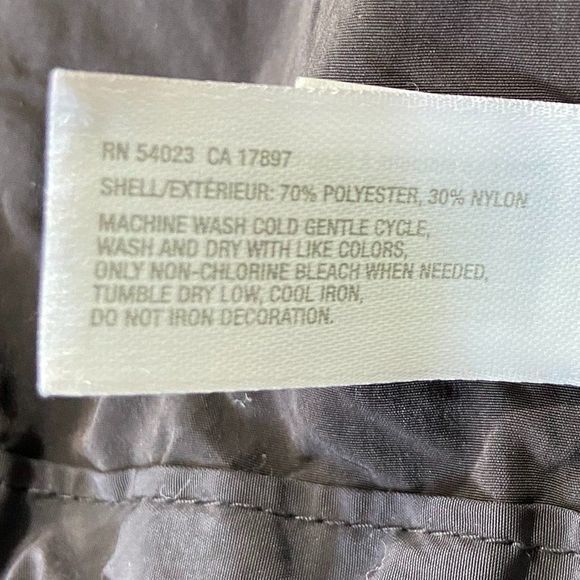 RN 54023 CA 17897
SHELL/EXTÉRIEUR: 70% POLYESTER, 30% NYLON
MACHINE WASH COLD GENTLE CYCLE,
WASH AND DRY WITH LIKE COLORS,
ONLY NON-CHLORINE BLEACH WHEN NEEDED,
TUMBLE DRY LOW, COOL IRON,
DO NOT IRON DECORATION.